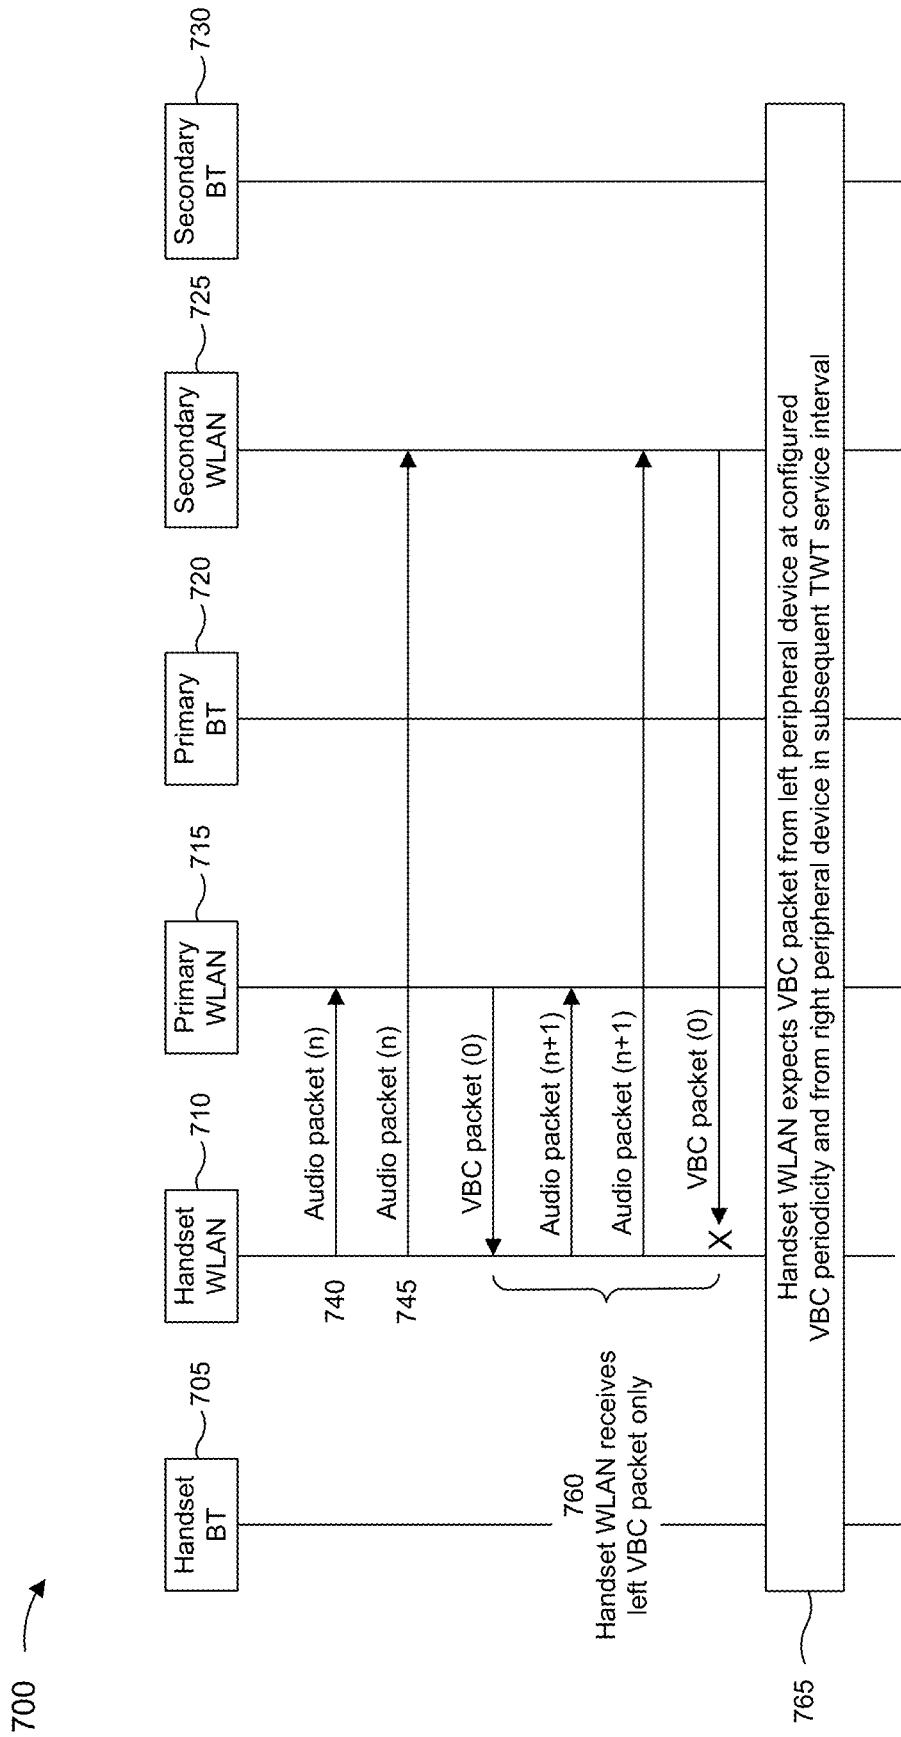 700
Handset
BT
705
Handset
WLAN
710
Primary
WLAN
715
Primary
BT
720
Secondary
WLAN
725
Secondary
BT
730
740
Audio packet (n)
745
Audio packet (n)
VBC packet (0)
760
Handset WLAN receives
left VBC packet only
Audio packet (n+1)
Audio packet (n+1)
VBC packet (0)
X
765
Handset WLAN expects VBC packet from left peripheral device at configured
VBC periodicity and from right peripheral device in subsequent TWT service interval